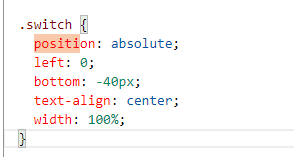 .switch {
position: absolute;
left: 0;
bottom: -40px;
text-align: center;
width: 100%;
}